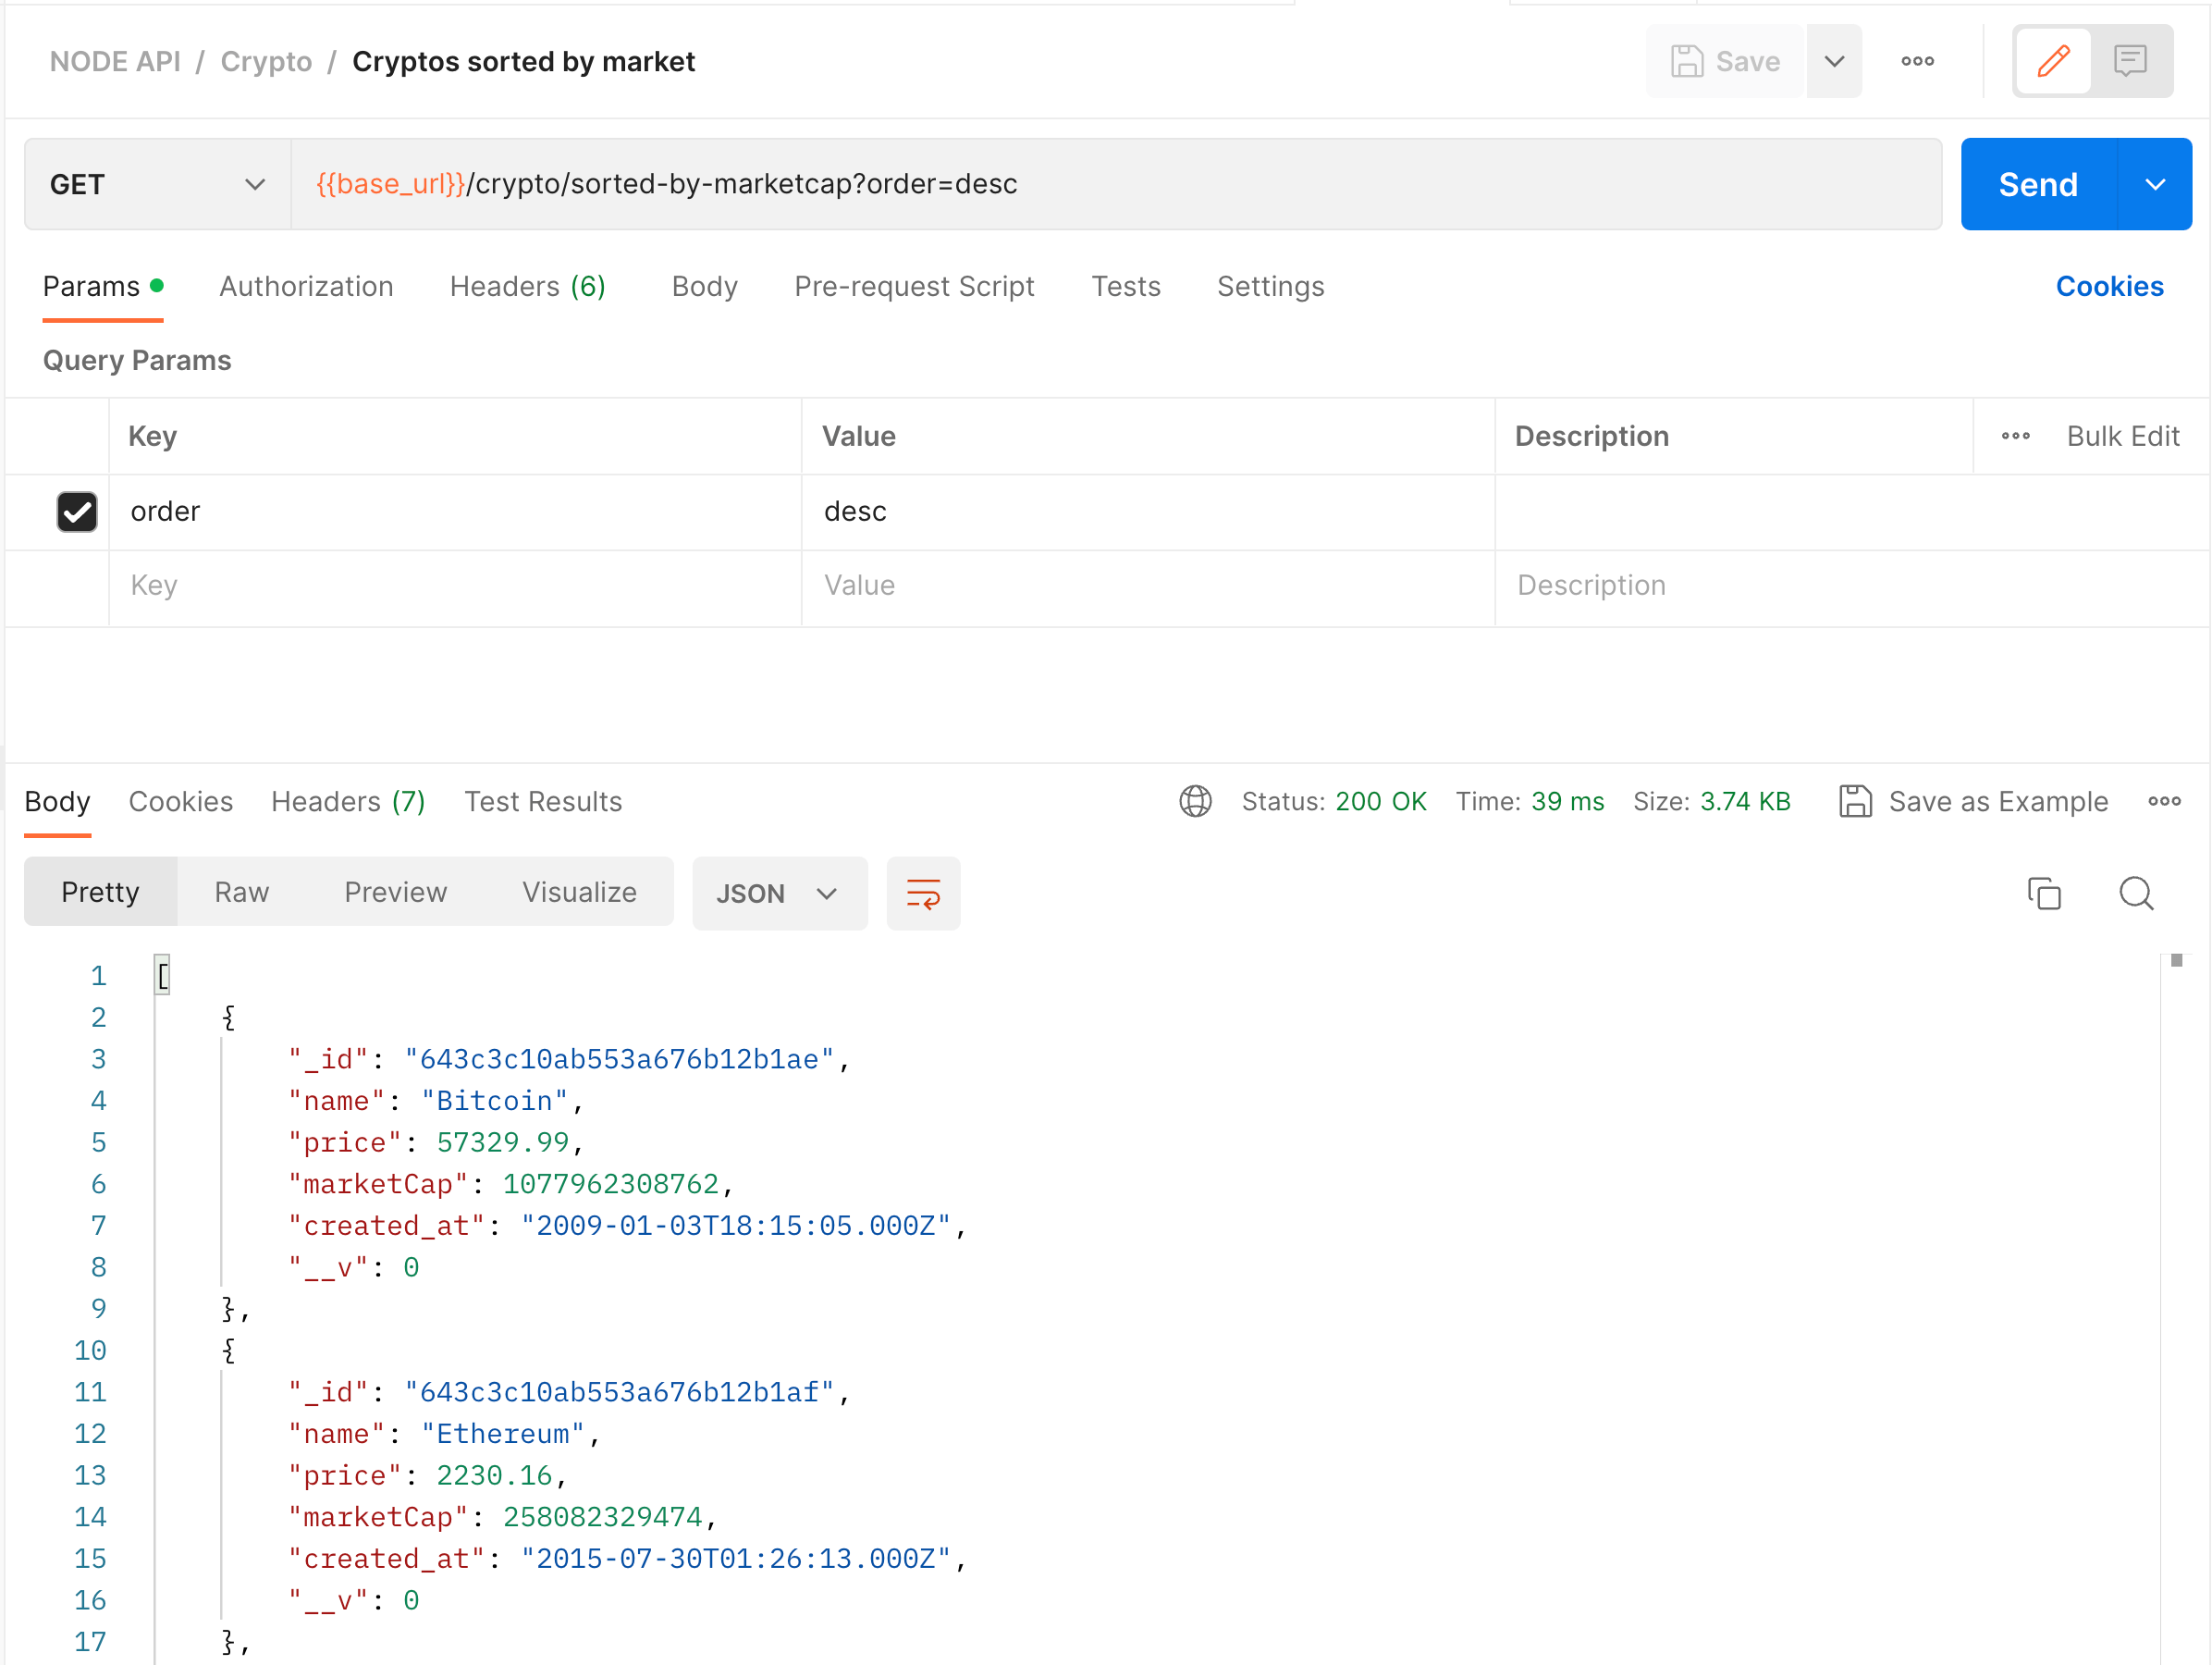 NODE API / Crypto / Cryptos sorted by market
Save
GET
{{base_url}}/crypto/sorted-by-marketcap?order=desc
Send
Params Authorization Headers (6) Body Pre-request Script Tests Settings Cookies
Query Params
Key Value Description Bulk Edit
order desc
Key Value Description
Body Cookies Headers (7) Test Results Status: 200 OK Time: 39 ms Size: 3.74 KB Save as Example
Pretty Raw Preview Visualize JSON
1 [
2 {
3 "_id": "643c3c10ab553a676b12b1ae",
4 "name": "Bitcoin",
5 "price": 57329.99,
6 "marketCap": 1077962308762,
7 "created_at": "2009-01-03T18:15:05.000Z",
8 "__v": 0
9 },
10 {
11 "_id": "643c3c10ab553a676b12b1af",
12 "name": "Ethereum",
13 "price": 2230.16,
14 "marketCap": 258082329474,
15 "created_at": "2015-07-30T01:26:13.000Z",
16 "__v": 0
17 },